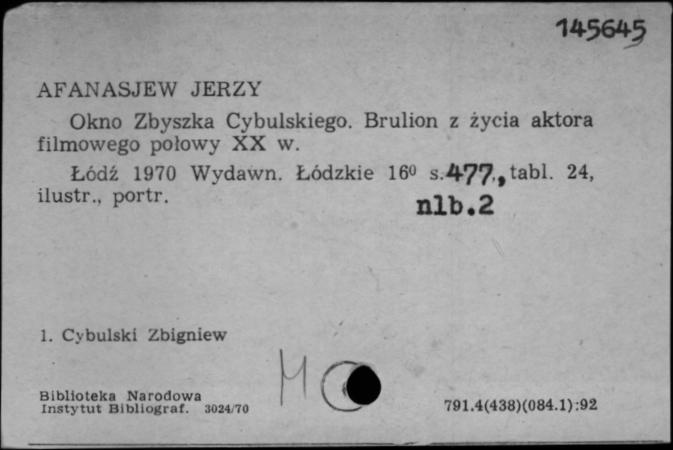 145645
AFANASJEW JERZY
Okno Zbyszka Cybulskiego. Brulion z życia aktora
filmowego połowy XX w.
Łódź 1970 Wydawn. Łódzkie 16⁰ s.477., tabl. 24,
ilustr., portr.
nlb.2
1. Cybulski Zbigniew
M
Biblioteka Narodowa
Instytut Bibliograf. 3024/70
791.4(438)(084.1):92